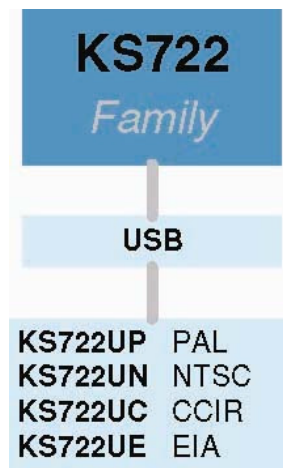 KS722
Family
USB
KS722UP PAL
KS722UN NTSC
KS722UC CCIR
KS722UE EIA